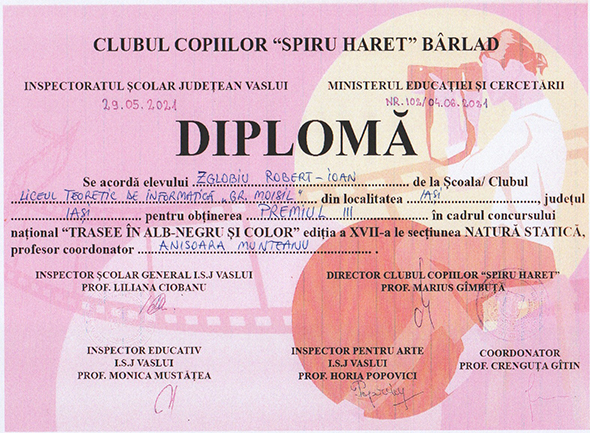 CLUBUL COPIILOR “SPIRU HARET” BÂRLAD
INSPECTORATUL ŞCOLAR JUDEŢEAN VASLUI
MINISTERUL EDUCAŢIEI ŞI CERCETĂRII
29.05.2021
NR.102/04.06.2021
DIPLOMĂ
Se acordă elevului ZGLOBIU ROBERT-IOAN de la Şcoala/ Clubul
LICEUL TEORETIC DE INFORMATICĂ „GR. MOISIL“ din localitatea IAŞI judeţul
IAŞI pentru obţinerea PREMIUL III în cadrul concursului
naţional “TRASEE ÎN ALB-NEGRU ŞI COLOR” ediţia a XVII-a le secţiunea NATURĂ STATICĂ,
profesor coordonator ANISOARA MUNTEANU.
INSPECTOR ŞCOLAR GENERAL I.S.J VASLUI
PROF. LILIANA CIOBANU
DIRECTOR CLUBUL COPIILOR “SPIRU HARET”
PROF. MARIUS GÎMBUŢĂ
INSPECTOR EDUCATIV
I.S.J VASLUI
PROF. MONICA MUSTĂŢEA
INSPECTOR PENTRU ARTE
I.S.J VASLUI
PROF. HORIA POPOVICI
COORDONATOR
PROF. CRENGUŢA GÎTIN